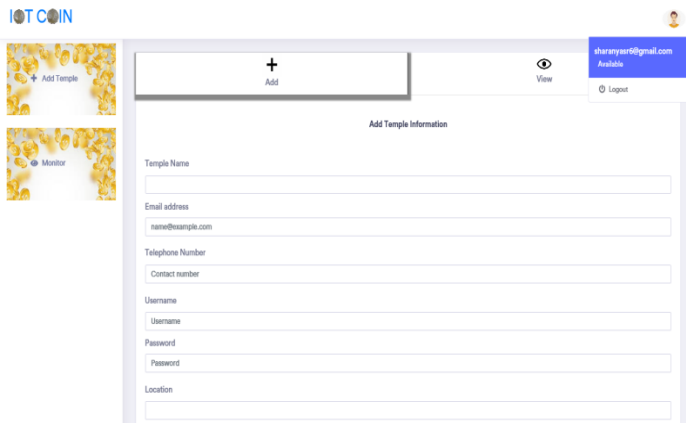 IOT COIN
sharanyasr6@gmail.com
Available
Logout
Add Temple
Monitor
Add
View
Add Temple Information
Temple Name
Email address
name@example.com
Telephone Number
Contact number
Username
Username
Password
Password
Location